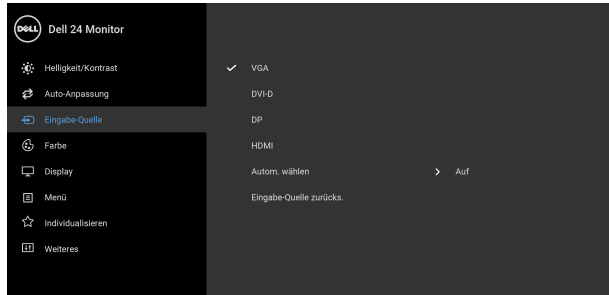 DELL Dell 24 Monitor
Helligkeit/Kontrast
Auto-Anpassung
Eingabe-Quelle
Farbe
Display
Menü
Individualisieren
Weiteres
VGA
DVI-D
DP
HDMI
Autom. wählen Auf
Eingabe-Quelle zurücks.